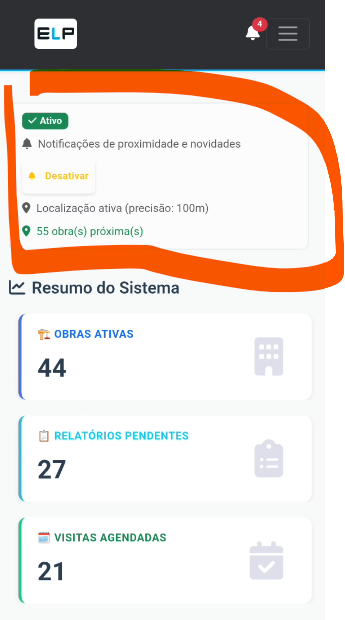 ELP
4
Ativo
Notificações de proximidade e novidades
Desativar
Localização ativa (precisão: 100m)
55 obra(s) próxima(s)
Resumo do Sistema
OBRAS ATIVAS
44
RELATÓRIOS PENDENTES
27
VISITAS AGENDADAS
21